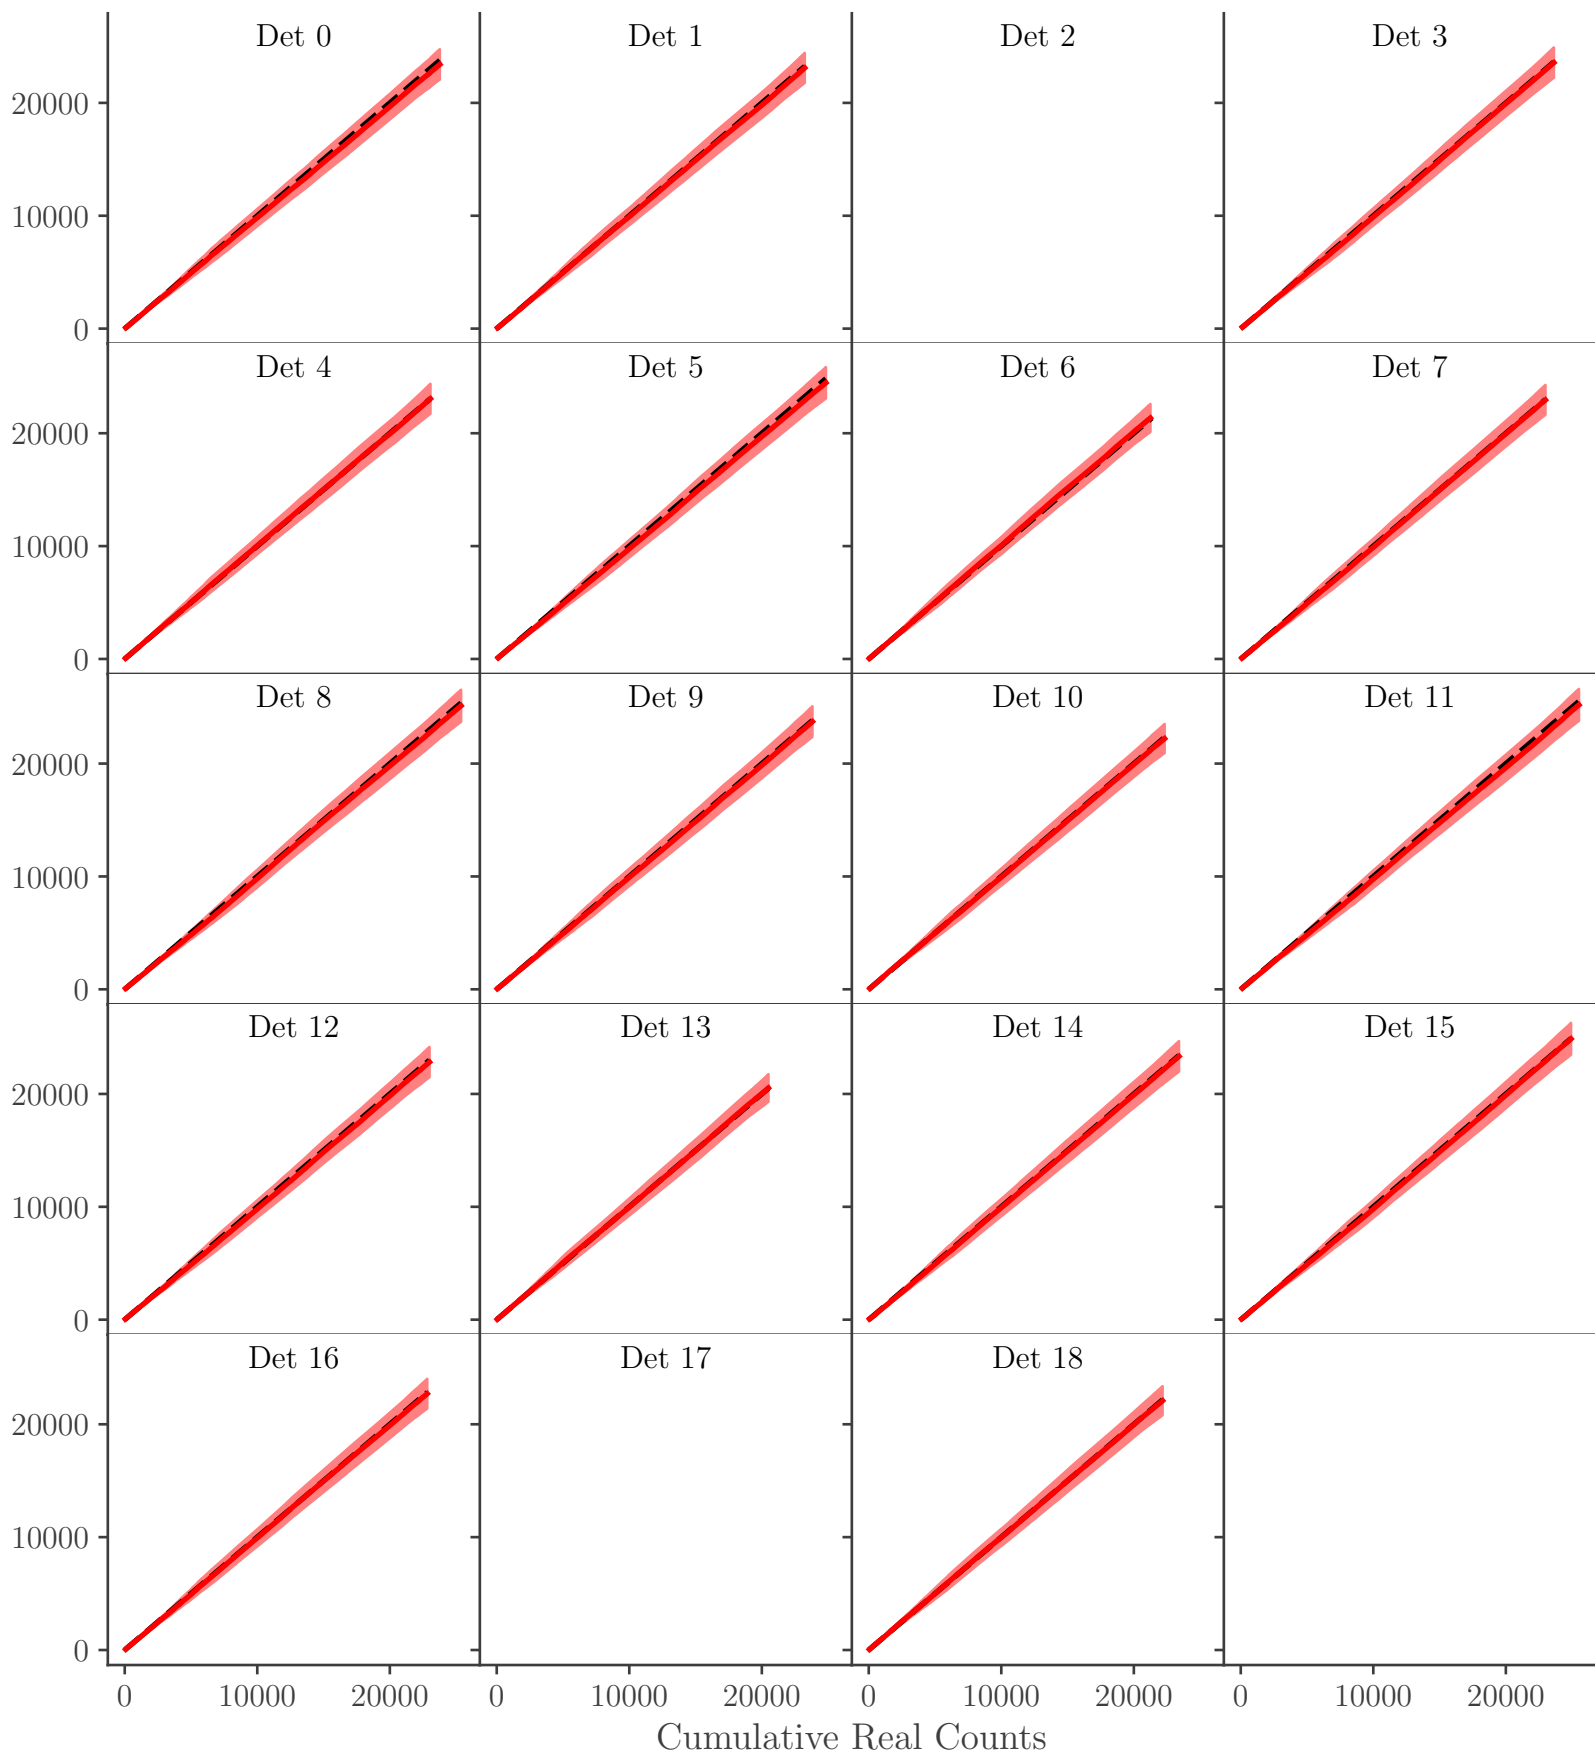 Det 0 Det 1 Det 2 Det 3
20000
10000
0
Det 4 Det 5 Det 6 Det 7
20000
10000
0
Det 8 Det 9 Det 10 Det 11
20000
10000
0
Det 12 Det 13 Det 14 Det 15
20000
10000
0
Det 16 Det 17 Det 18
20000
10000
0
0 10000 20000 0 10000 20000 0 10000 20000 0 10000 20000
Cumulative Real Counts